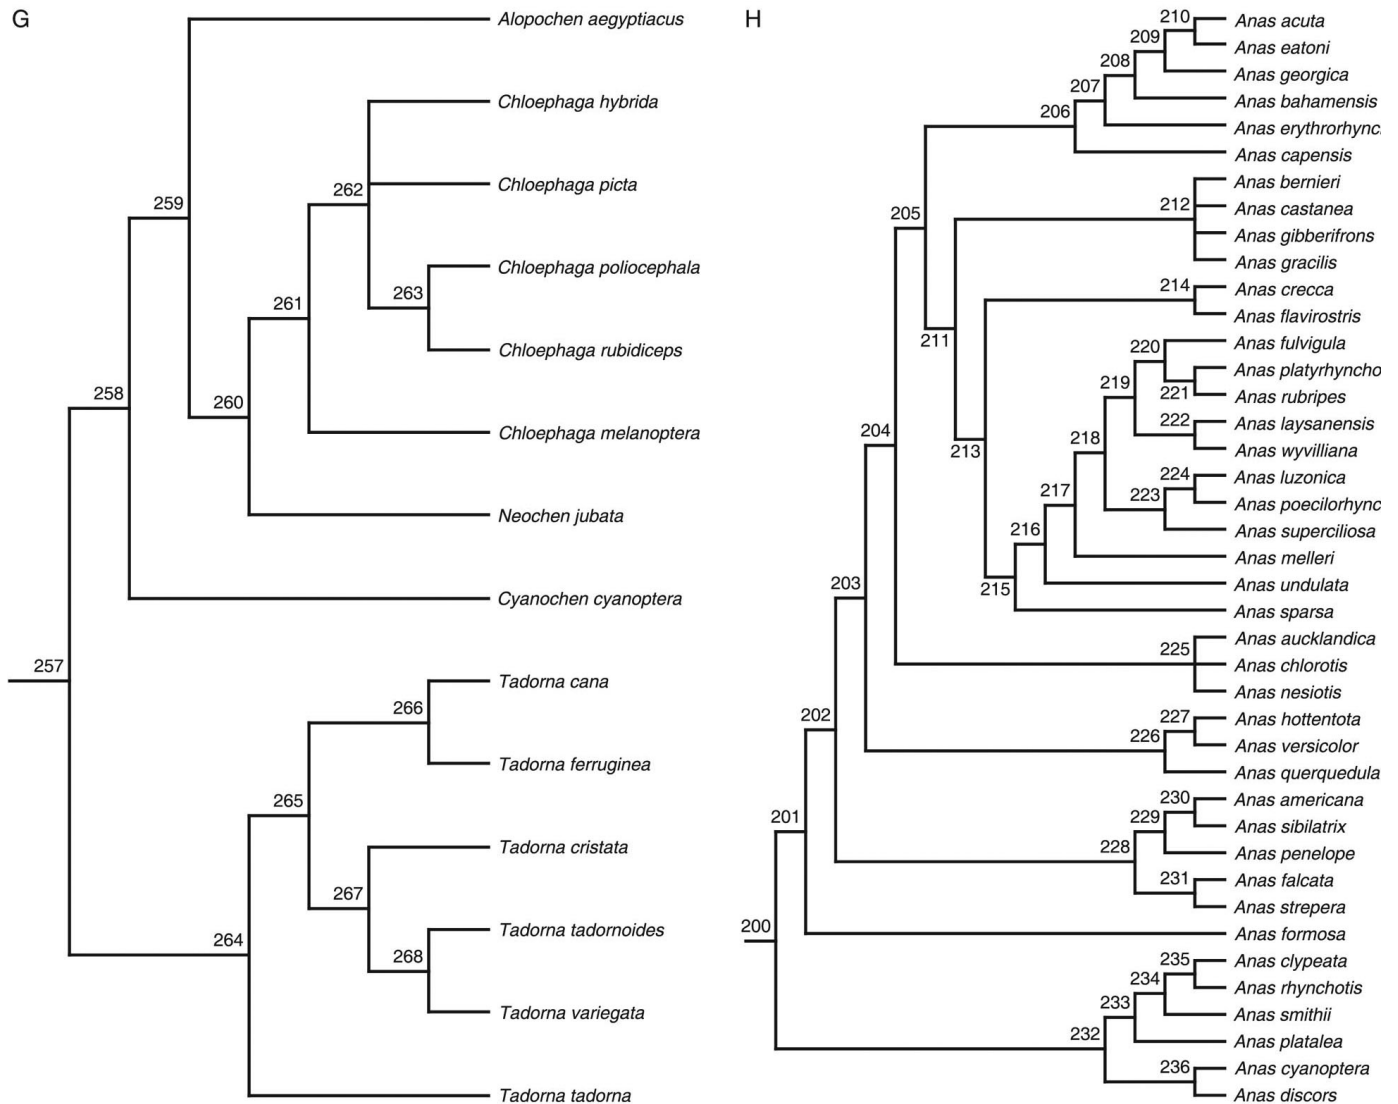 G
Alopochen aegyptiacus
Chloephaga hybrida
Chloephaga picta
262
259
Chloephaga poliocephala
263
261
Chloephaga rubidiceps
258
260
Chloephaga melanoptera
Neochen jubata
Cyanochen cyanoptera
257
Tadorna cana
266
Tadorna ferruginea
265
Tadorna cristata
267
Tadorna tadornoides
264
268
Tadorna variegata
Tadorna tadorna
H
210
Anas acuta
209
Anas eatoni
208
Anas georgica
207
Anas bahamensis
206
Anas erythrorhync
Anas capensis
Anas bernieri
212
Anas castanea
205
Anas gibberifrons
Anas gracilis
214
Anas crecca
Anas flavirostris
211
220
Anas fulvigula
Anas platyrhyncho
219
221
Anas rubripes
222
Anas laysanensis
204
218
213
Anas wyvilliana
224
Anas luzonica
217
223
Anas poecilorhync
216
Anas superciliosa
Anas melleri
203
215
Anas undulata
Anas sparsa
Anas aucklandica
225
Anas chlorotis
Anas nesiotis
202
227
Anas hottentota
226
Anas versicolor
Anas querquedula
230
Anas americana
201
229
Anas sibilatrix
228
Anas penelope
231
Anas falcata
Anas strepera
200
Anas formosa
235
Anas clypeata
234
Anas rhynchotis
233
Anas smithii
232
Anas platalea
236
Anas cyanoptera
Anas discors